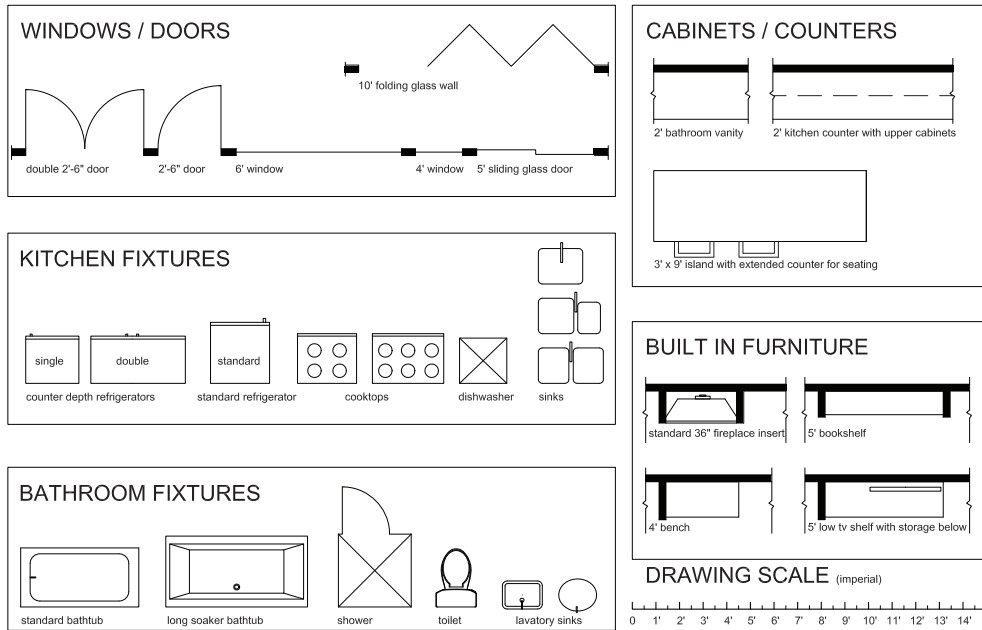 WINDOWS / DOORS
10' folding glass wall
double 2'-6" door
2'-6" door
6' window
4' window
5' sliding glass door
KITCHEN FIXTURES
single
double
standard
counter depth refrigerators
standard refrigerator
cooktops
dishwasher
sinks
BATHROOM FIXTURES
standard bathtub
long soaker bathtub
shower
toilet
lavatory sinks
CABINETS / COUNTERS
2' bathroom vanity
2' kitchen counter with upper cabinets
3' x 9' island with extended counter for seating
BUILT IN FURNITURE
standard 36" fireplace insert
5' bookshelf
4' bench
5' low tv shelf with storage below
DRAWING SCALE (imperial)
0 1' 2' 3' 4' 5' 6' 7' 8' 9' 10' 11' 12' 13' 14'